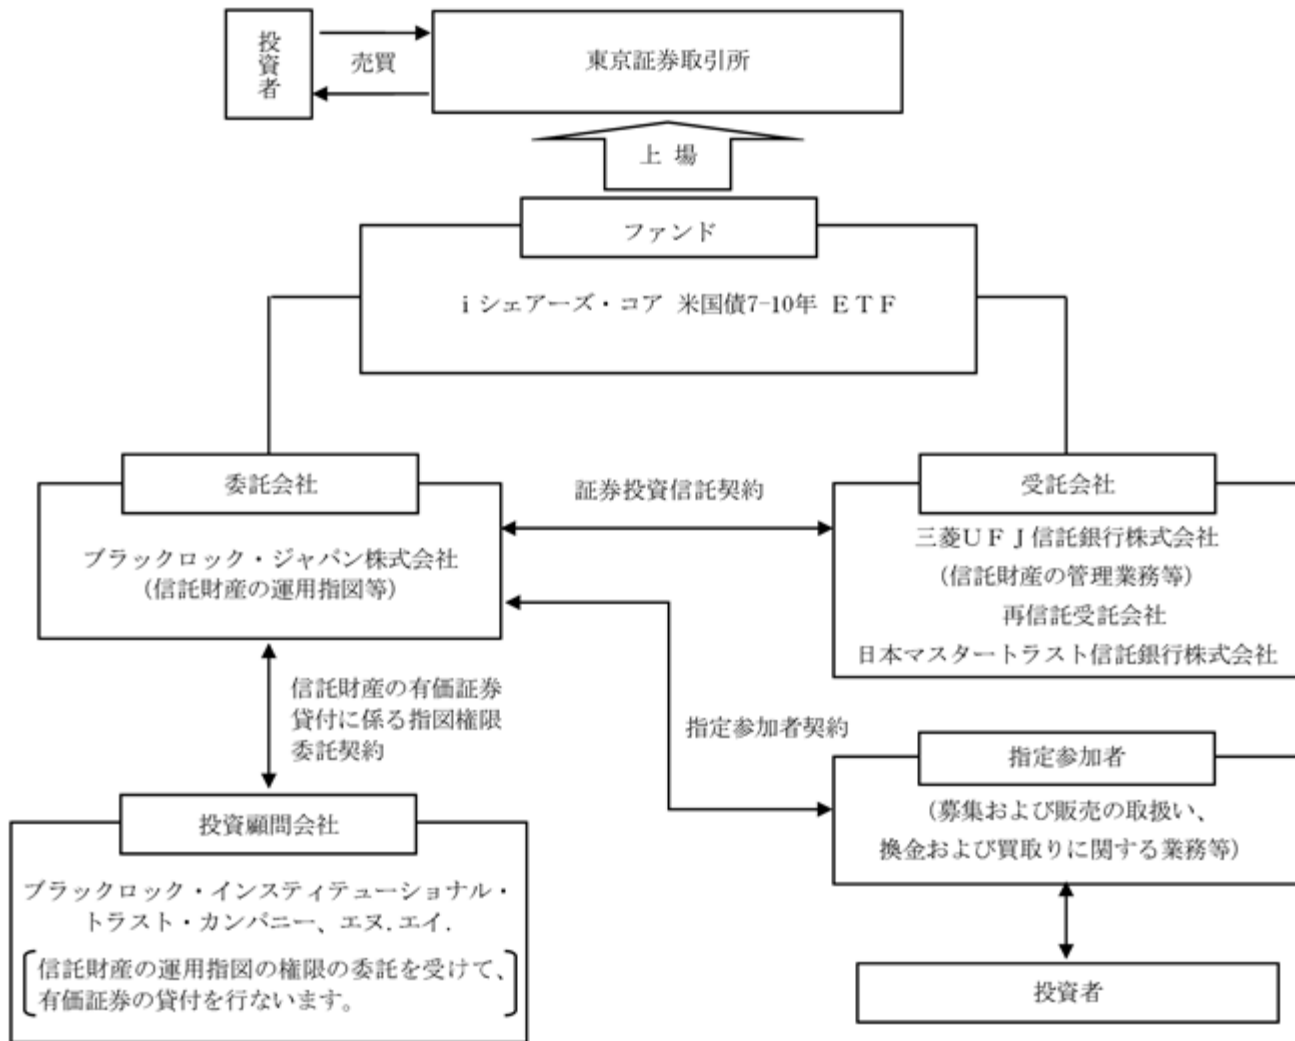 投資者
売買
東京証券取引所
上 場
ファンド
iシェアーズ・コア 米国債7-10年 ETF
委託会社
ブラックロック・ジャパン株式会社
(信託財産の運用指図等)
証券投資信託契約
受託会社
三菱UFJ信託銀行株式会社
(信託財産の管理業務等)
再信託受託会社
日本マスタートラスト信託銀行株式会社
信託財産の有価証券
貸付に係る指図権限
委託契約
指定参加者契約
指定参加者
(募集および販売の取扱い、
換金および買取りに関する業務等)
投資顧問会社
ブラックロック・インスティテューショナル・
トラスト・カンパニー、エヌ.エイ.
信託財産の運用指図の権限の委託を受けて、
有価証券の貸付を行ないます。
投資者